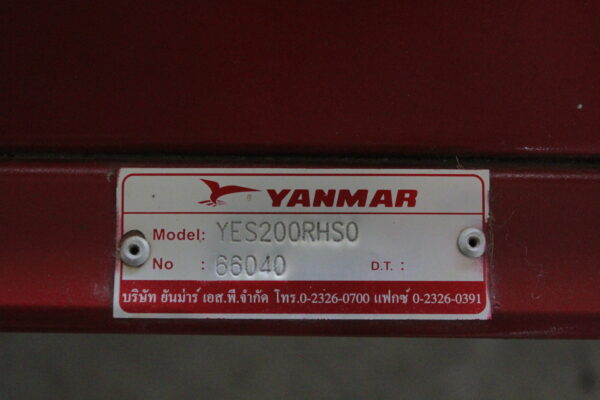 YANMAR
Model: YES200RHSO
No : 66040 D.T. :
บริษัท ยันม่าร์ เอส.พี.จำกัด โทร.0-2326-0700 แฟกซ์ 0-2326-0391